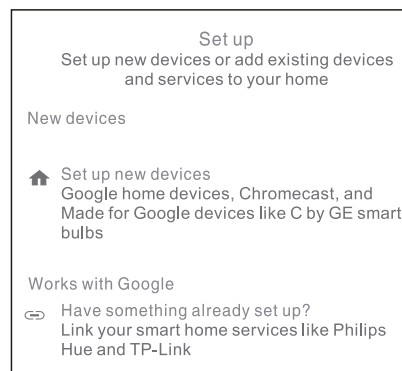 Set up
Set up new devices or add existing devices
and services to your home
New devices
Set up new devices
Google home devices, Chromecast, and
Made for Google devices like C by GE smart
bulbs
Works with Google
Have something already set up?
Link your smart home services like Philips
Hue and TP-Link